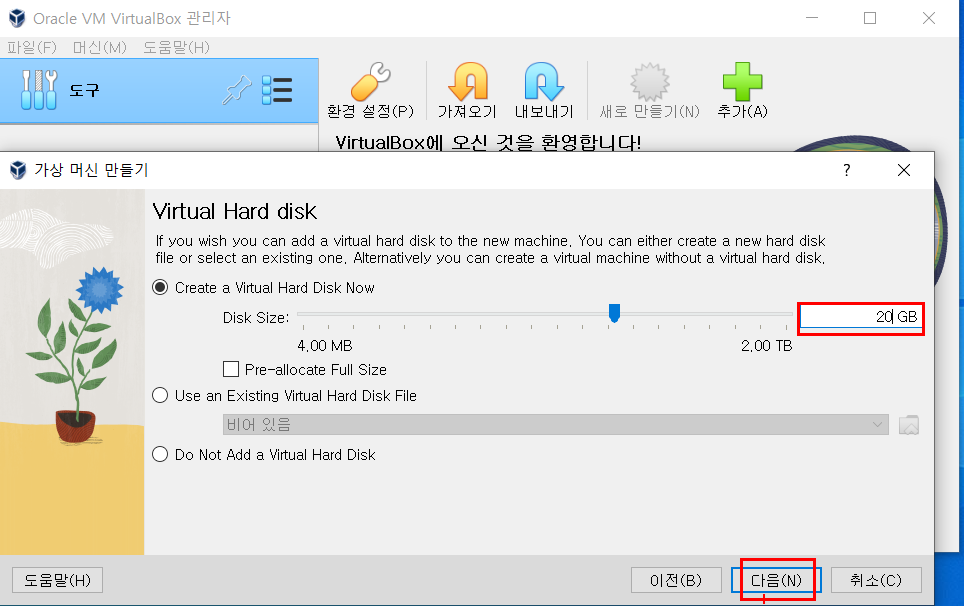 Oracle VM VirtualBox 관리자
파일(F) 머신(M) 도움말(H)
도구
환경 설정(P) 가져오기 내보내기 새로 만들기(N) 추가(A)
VirtualBox에 오신 것을 환영합니다!
가상 머신 만들기
?
Virtual Hard disk
If you wish you can add a virtual hard disk to the new machine. You can either create a new hard disk
file or select an existing one. Alternatively you can create a virtual machine without a virtual hard disk.
Create a Virtual Hard Disk Now
Disk Size: 20 GB
4.00 MB 2.00 TB
Pre-allocate Full Size
Use an Existing Virtual Hard Disk File
비어 있음
Do Not Add a Virtual Hard Disk
도움말(H) 이전(B) 다음(N) 취소(C)